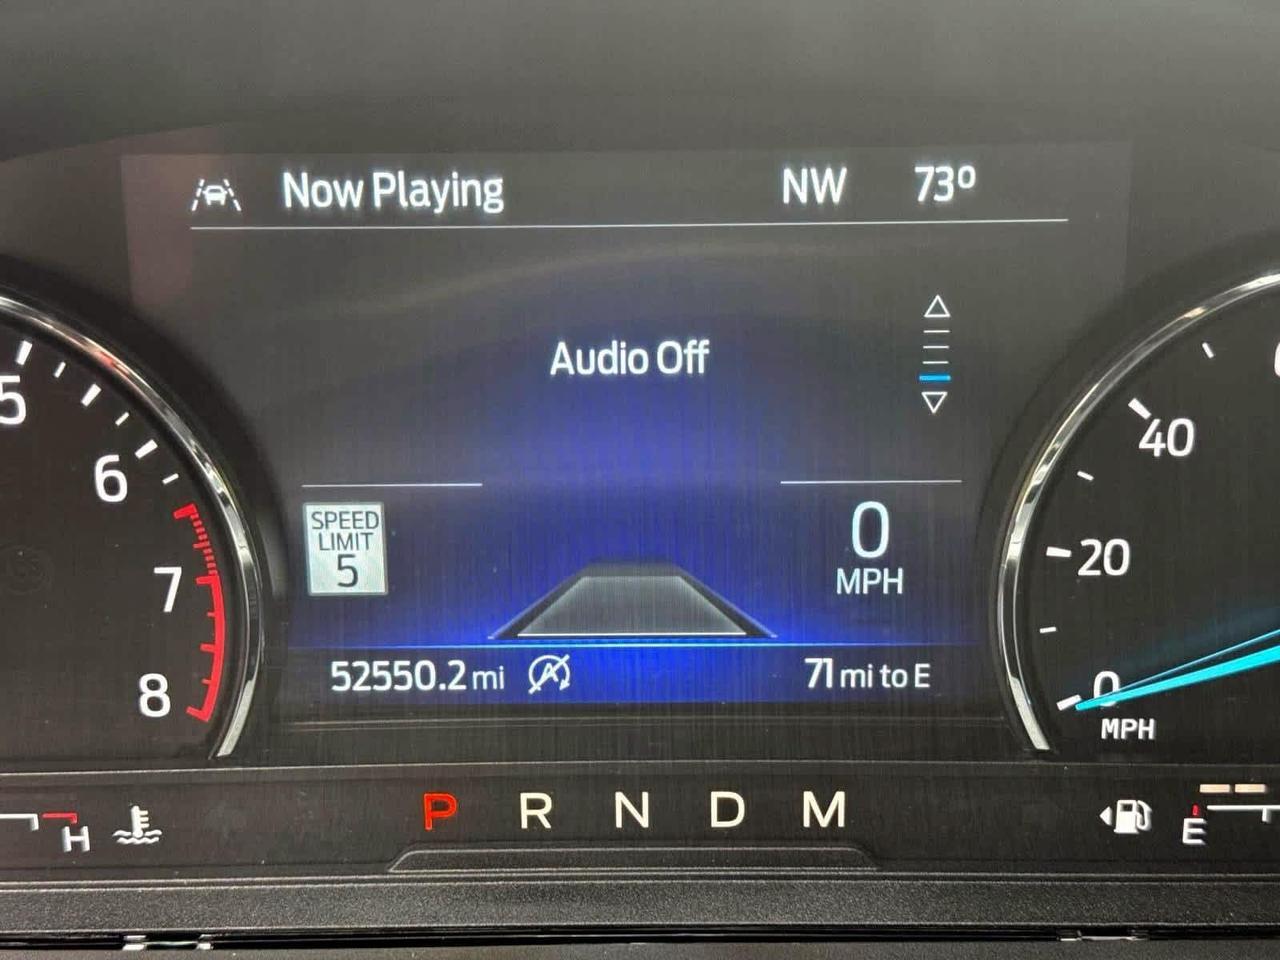 Now Playing NW 73º
Audio Off
5
6
7
8
SPEED
LIMIT
5
0
MPH
40
20
0
MPH
52550.2 mi 71 mi to E
H P R N D M E